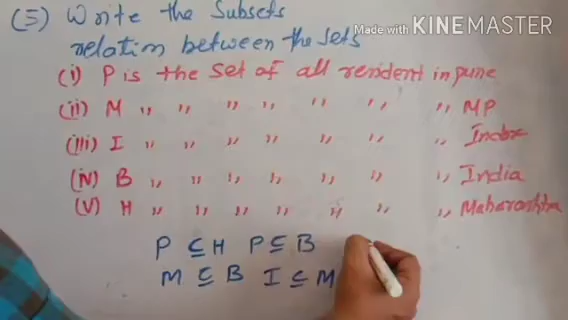 (5) Write the Subsets
Made with KINEMASTER
relation between the sets
(i) P is the set of all resident in pune
(ii) M " " " " " " " MP
(iii) I " " " " " " "
(iv) B " " " " " " " India
(v) H " " " " " " " Maharashtra
P ⊆ H P ⊆ B
M ⊆ B I ⊆ M